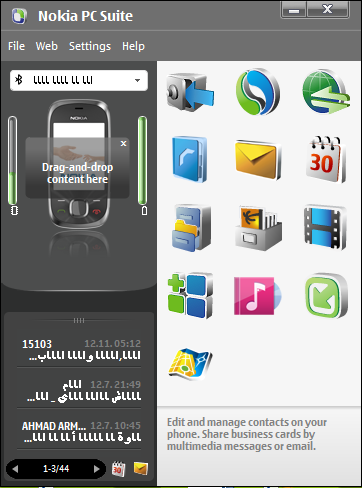 Nokia PC Suite
File Web Settings Help
NOKIA
Drag-and-drop
content here
x
15103 12.11. 05:12
12.7. 21:49
AHMAD ARM... 12.7. 10:45
1-3/44
30
30
Edit and manage contacts on your
phone. Share business cards by
multimedia messages or email.